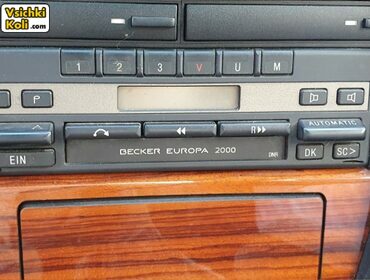 Vsichki
Koli.com
1 2 3 V U M
P
AUTOMATIC
EIN
BECKER EUROPA 2000
DNR
DK
SC>